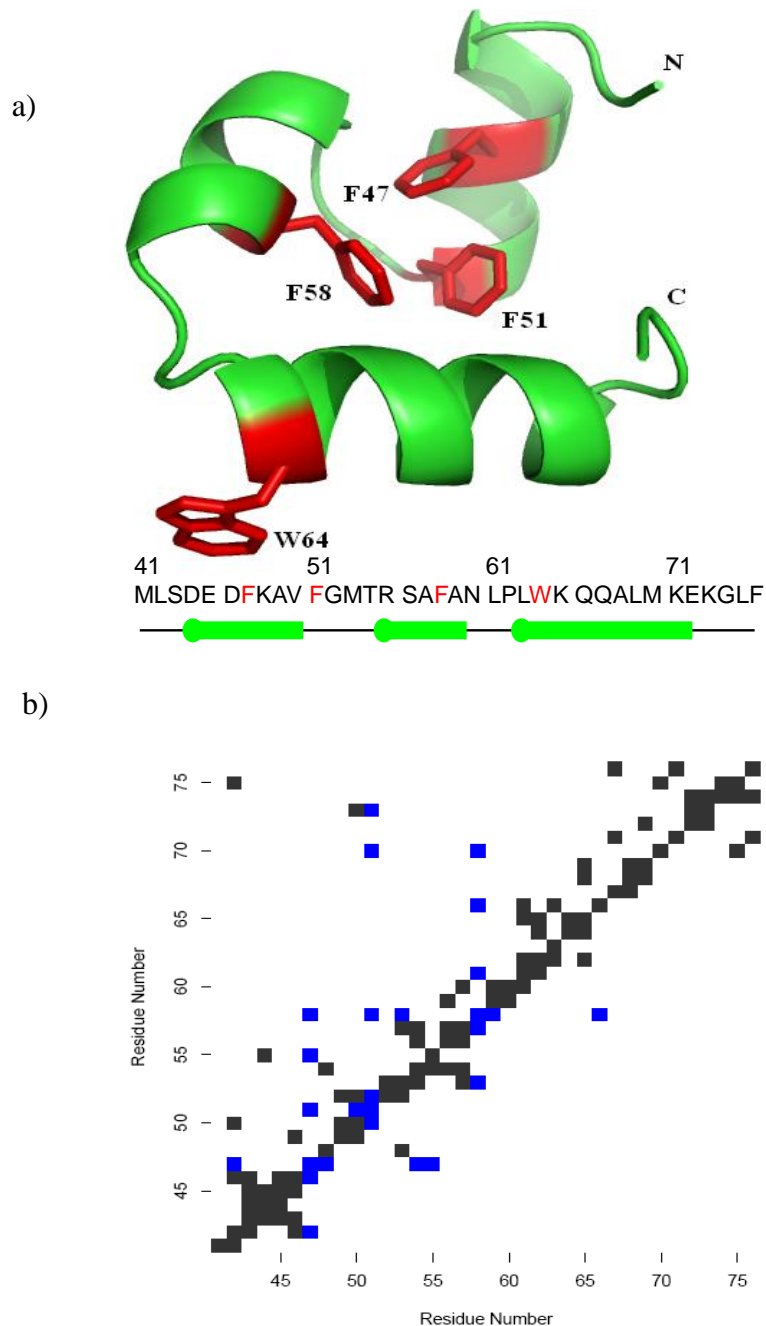 a)
N
F47
F58
F51
C
W64
41 51 61 71
MLSDE DFKAV FGMTR SAFAN LPLWK QQALM KEKGLF
b)
75
70
65
60
55
50
45
Residue Number
45 50 55 60 65 70 75
Residue Number